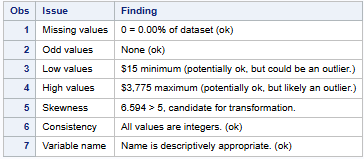 Obs Issue Finding
1 Missing values 0 = 0.00% of dataset (ok)
2 Odd values None (ok)
3 Low values $15 minimum (potentially ok, but could be an outlier.)
4 High values $3,775 maximum (potentially ok, but likely an outlier.)
5 Skewness 6.594 > 5, candidate for transformation.
6 Consistency All values are integers. (ok)
7 Variable name Name is descriptively appropriate. (ok)